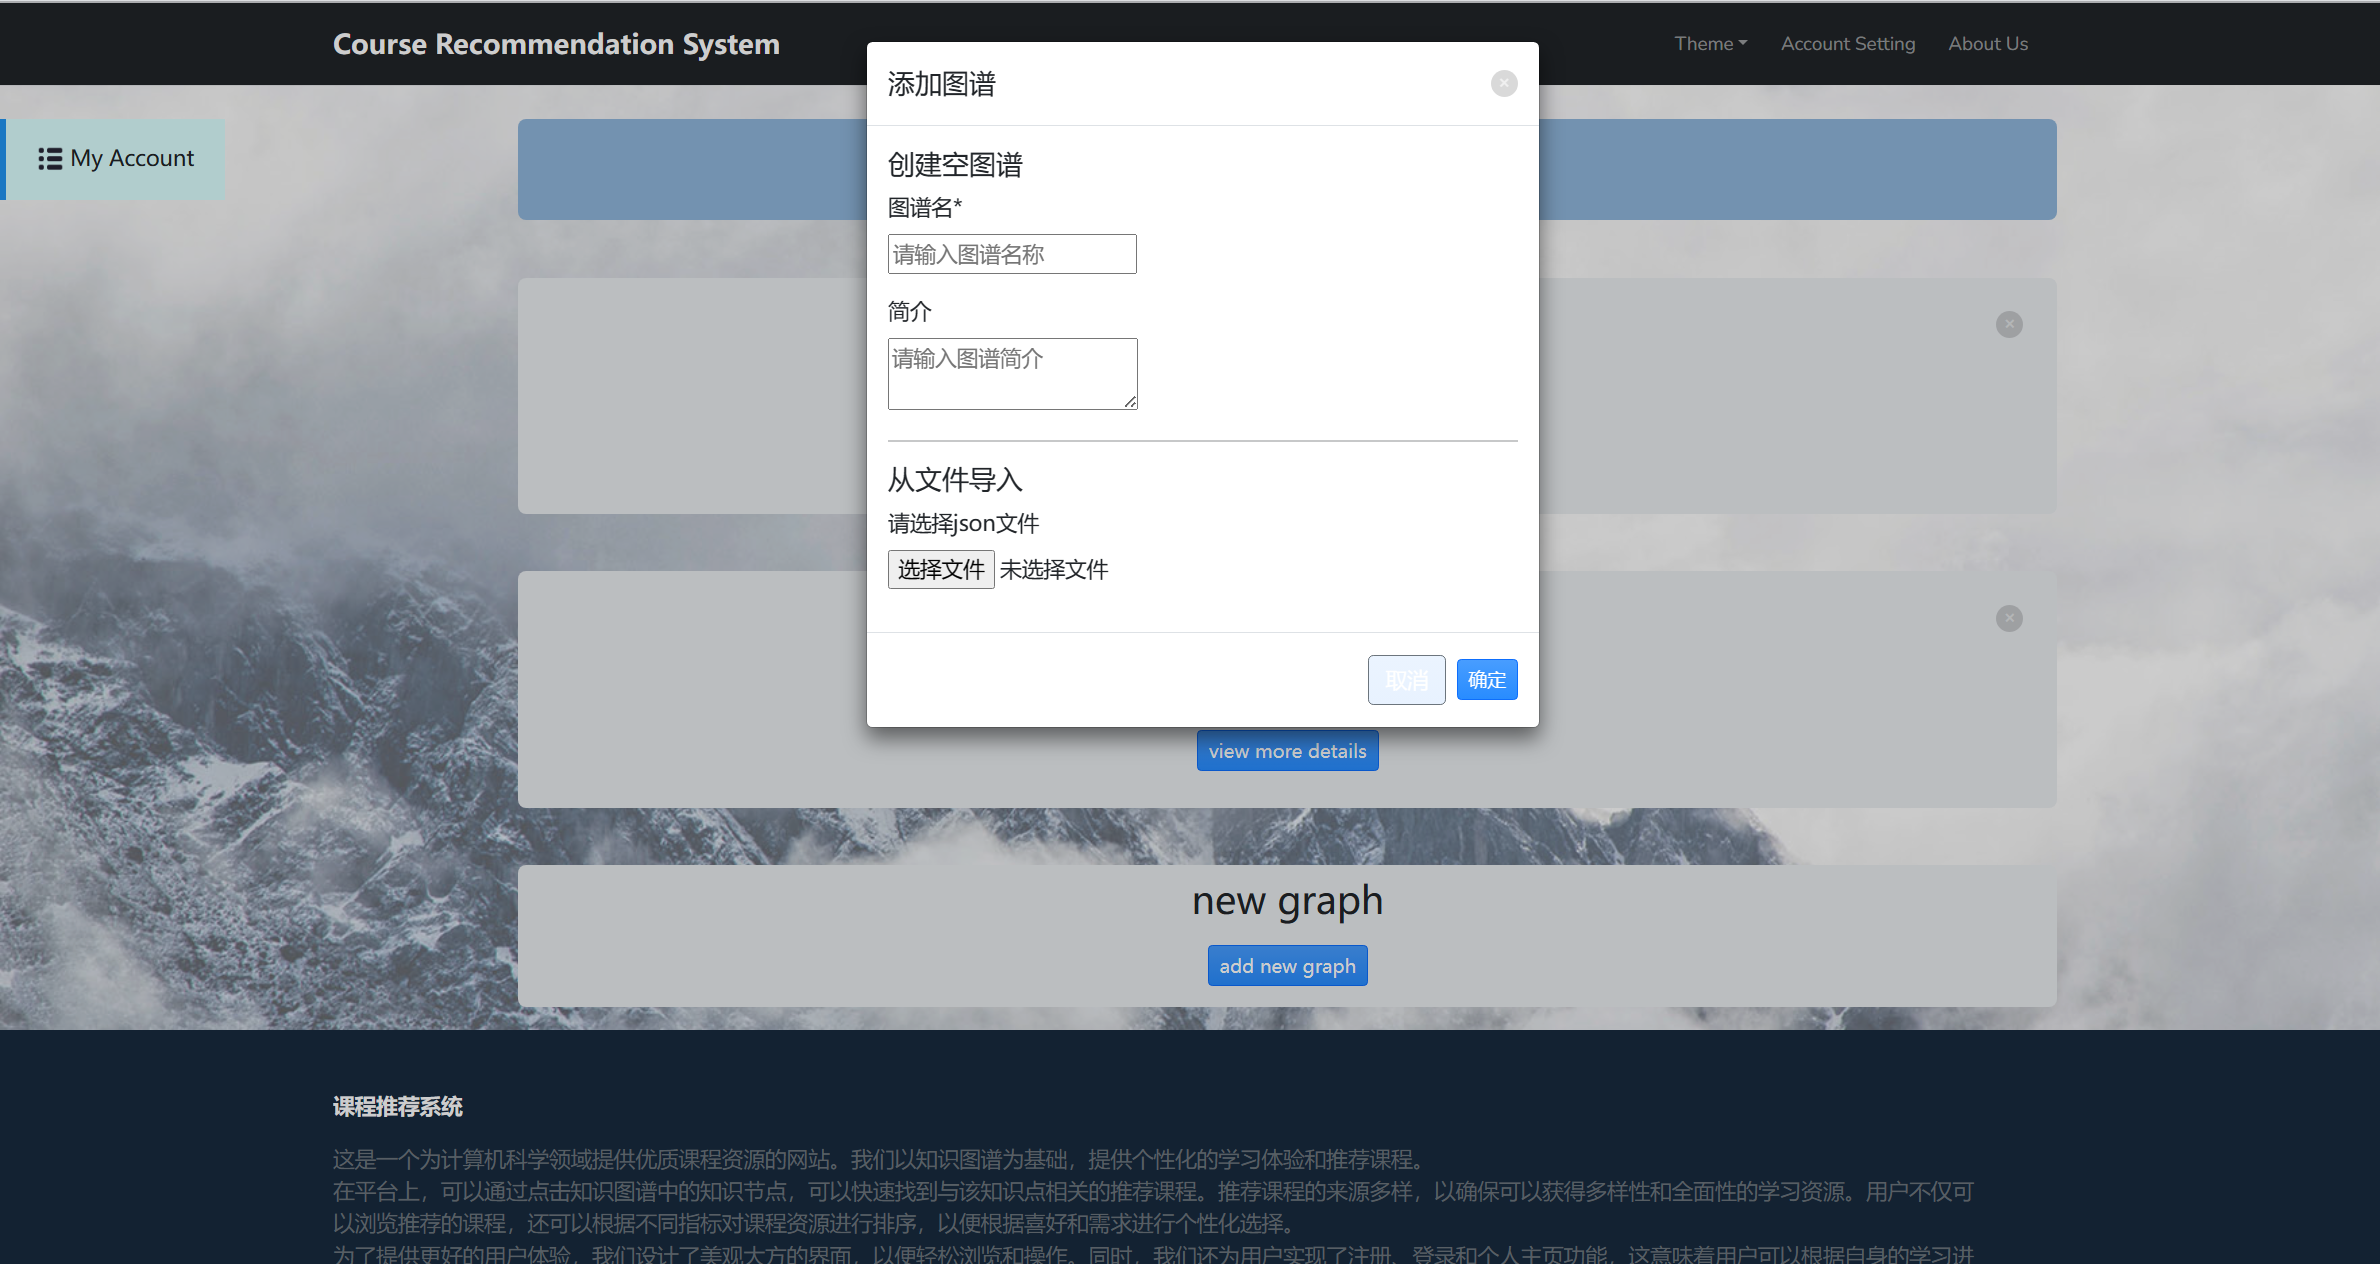 Course Recommendation System
Theme
Account Setting
About Us
My Account
添加图谱
创建空图谱
图谱名*
请输入图谱名称
简介
请输入图谱简介
从文件导入
请选择json文件
选择文件 未选择文件
取消
确定
view more details
new graph
add new graph
课程推荐系统
这是一个为计算机科学领域提供优质课程资源的网站。我们以知识图谱为基础，提供个性化的学习体验和推荐课程。
在平台上，可以通过点击知识图谱中的知识节点，可以快速找到与该知识点相关的推荐课程。推荐课程的来源多样，以确保可以获得多样性和全面性的学习资源。用户不仅可
以浏览推荐的课程，还可以根据不同指标对课程资源进行排序，以便根据喜好和需求进行个性化选择。
为了提供更好的用户体验，我们设计了美观大方的界面，以便轻松浏览和操作。同时，我们还为用户实现了注册、登录和个人主页功能，这意味着用户可以根据自身的学习进